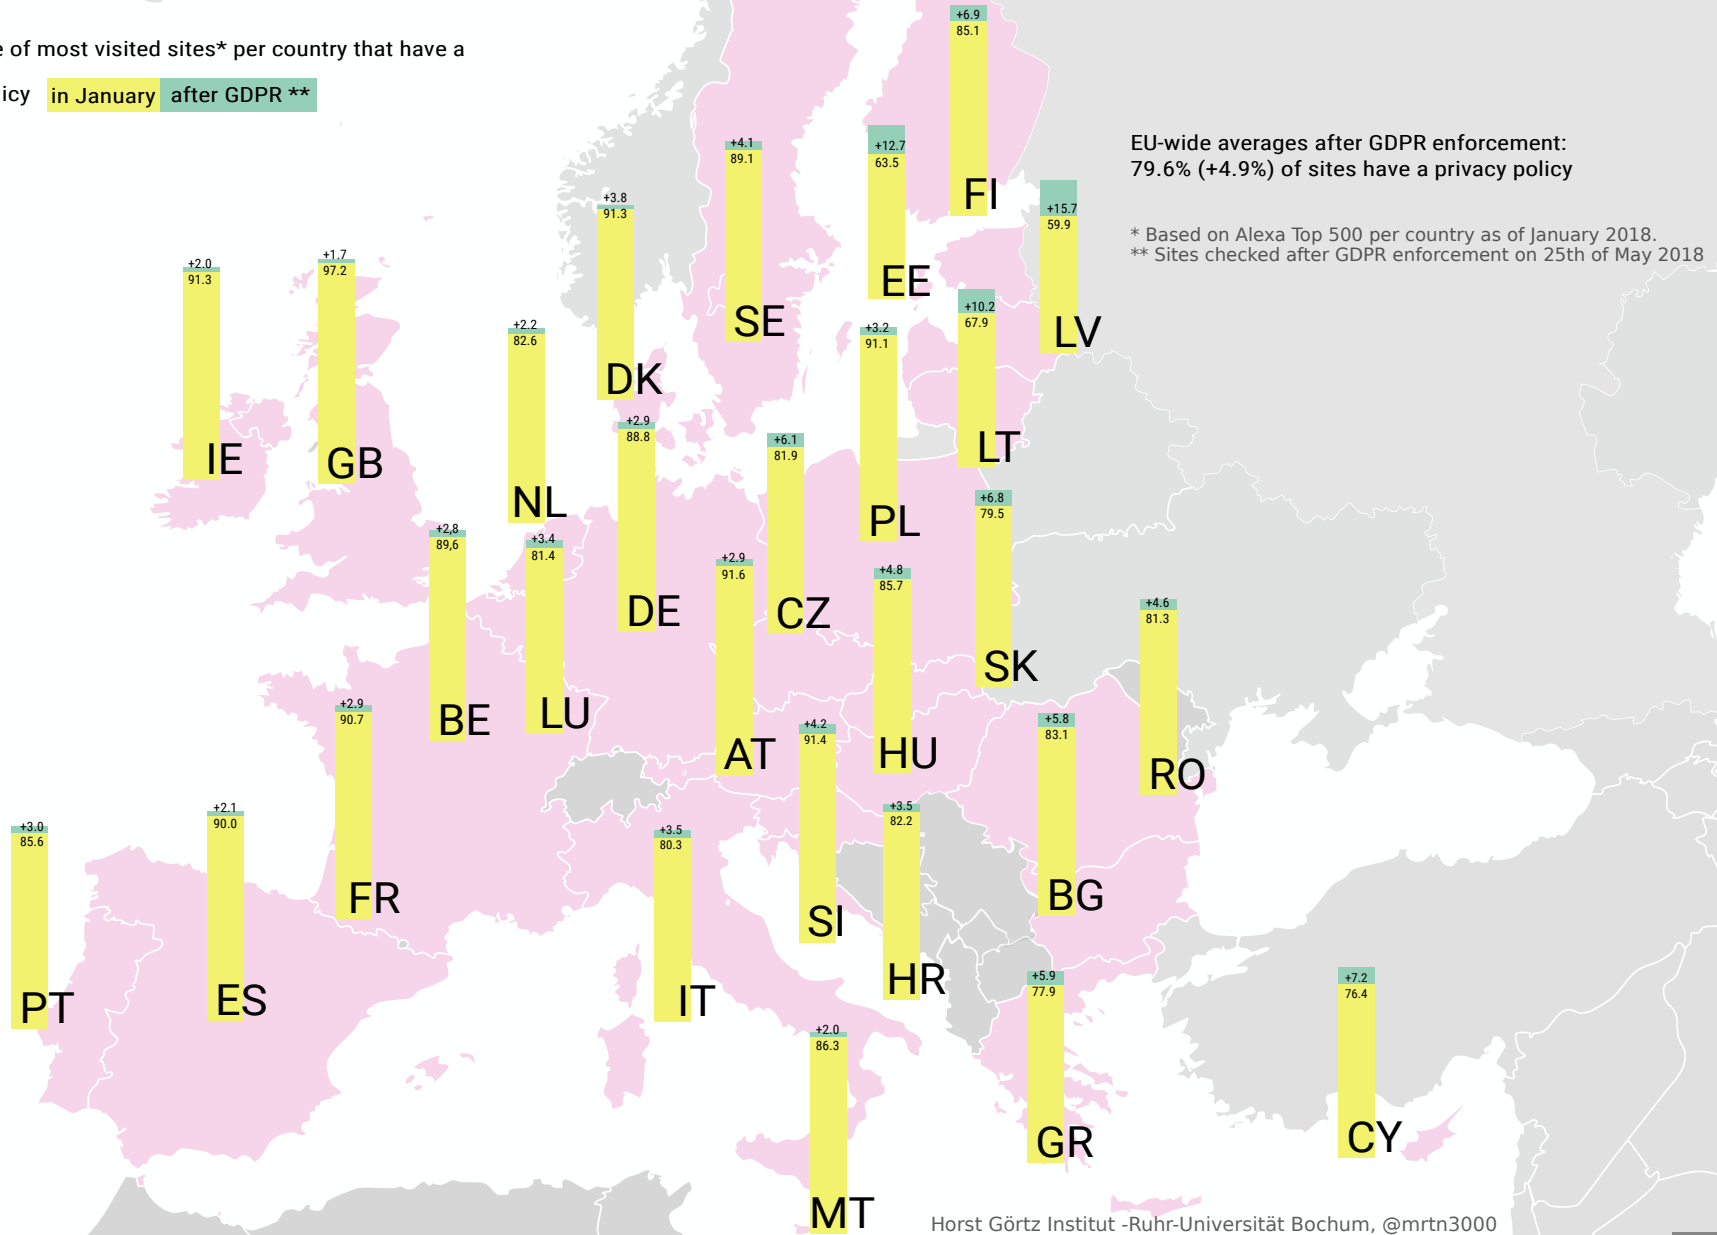 e of most visited sites* per country that have a
icy in January after GDPR **
EU-wide averages after GDPR enforcement:
79.6% (+4.9%) of sites have a privacy policy
* Based on Alexa Top 500 per country as of January 2018.
** Sites checked after GDPR enforcement on 25th of May 2018
+6.9
85.1
FI
+12.7
63.5
EE
+4.1
89.1
SE
+15.7
59.9
LV
+3.8
91.3
DK
+1.7
97.2
GB
+2.0
91.3
IE
+10.2
67.9
LT
+2.2
82.6
NL
+3.2
91.1
PL
+2.9
88.8
DE
+6.1
81.9
CZ
+6.8
79.5
SK
+2,8
89,6
BE
+3.4
81.4
LU
+2.9
91.6
AT
+4.8
85.7
HU
+4.6
81.3
RO
+2.9
90.7
FR
+4.2
91.4
SI
+5.8
83.1
BG
+3.0
85.6
PT
+2.1
90.0
ES
+3.5
80.3
IT
+3.5
82.2
HR
+5.9
77.9
GR
+7.2
76.4
CY
+2.0
86.3
MT
Horst Görtz Institut -Ruhr-Universität Bochum, @mrtn3000